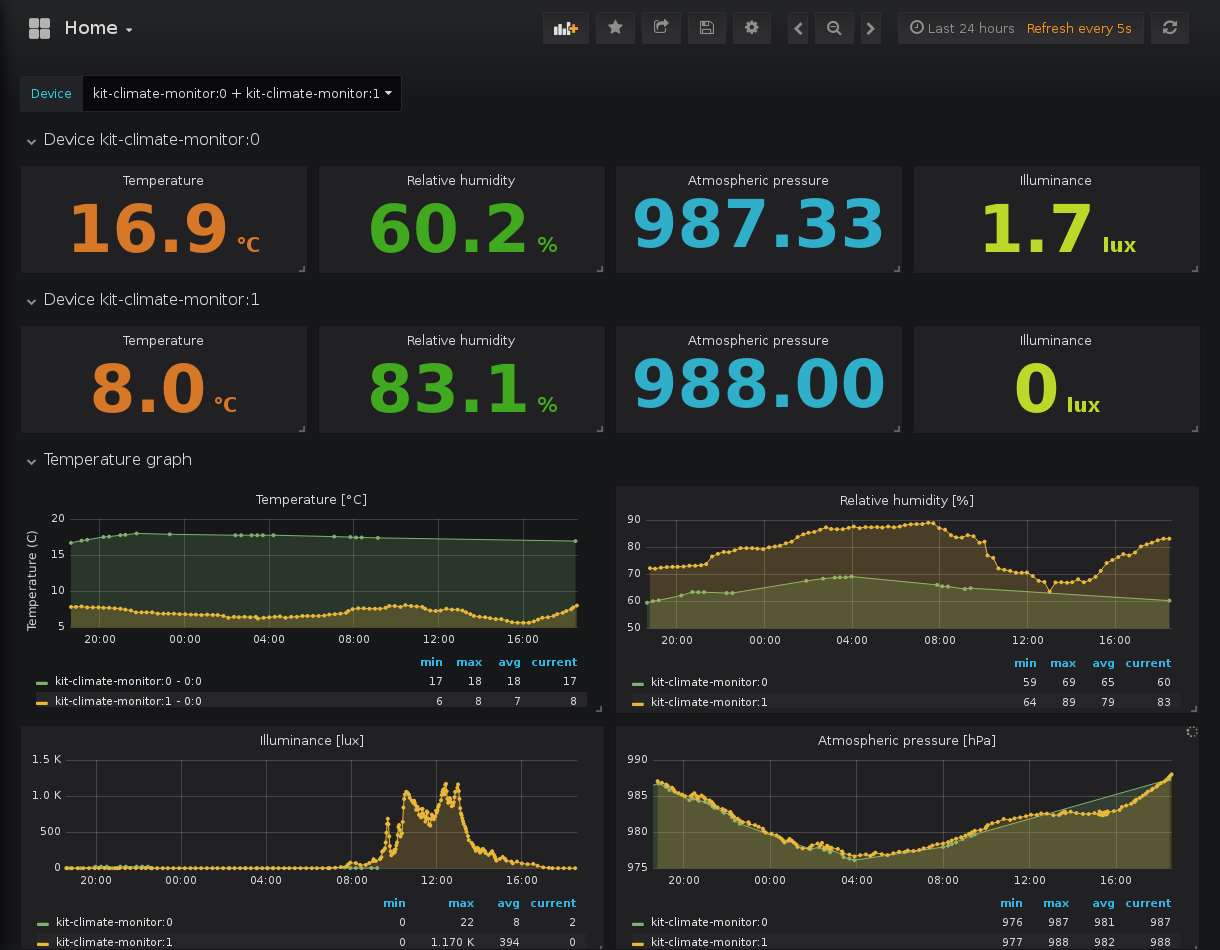 Home
Last 24 hours Refresh every 5s
Device kit-climate-monitor:0 + kit-climate-monitor:1
Device kit-climate-monitor:0
Temperature Relative humidity Atmospheric pressure Illuminance
16.9 °C 60.2 % 987.33 1.7 lux
Device kit-climate-monitor:1
Temperature Relative humidity Atmospheric pressure Illuminance
8.0 °C 83.1 % 988.00 0 lux
Temperature graph
Temperature [°C]
Temperature (C)
20
15
10
5
20:00 00:00 04:00 08:00 12:00 16:00
min max avg current
kit-climate-monitor:0 - 0:0 17 18 18 17
kit-climate-monitor:1 - 0:0 6 8 7 8
Relative humidity [%]
90
80
70
60
50
20:00 00:00 04:00 08:00 12:00 16:00
min max avg current
kit-climate-monitor:0 59 69 65 60
kit-climate-monitor:1 64 89 79 83
Illuminance [lux]
1.5 K
1.0 K
500
0
20:00 00:00 04:00 08:00 12:00 16:00
min max avg current
kit-climate-monitor:0 0 22 8 2
kit-climate-monitor:1 0 1.170 K 394 0
Atmospheric pressure [hPa]
990
985
980
975
20:00 00:00 04:00 08:00 12:00 16:00
min max avg current
kit-climate-monitor:0 976 987 981 987
kit-climate-monitor:1 977 988 982 988